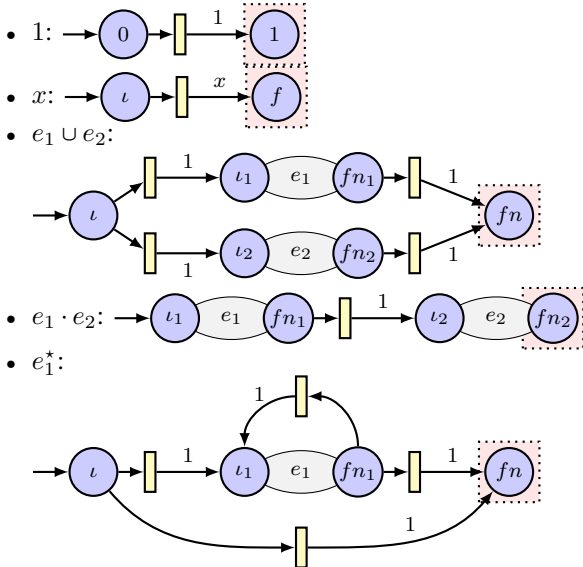 • 1: 0 1 1
• x: ι x f
• e₁ ∪ e₂:
1 ι₁ e₁ fn₁ 1
ι fn
1 ι₂ e₂ fn₂ 1
• e₁ · e₂: ι₁ e₁ fn₁ 1 ι₂ e₂ fn₂
• e₁⋆:
1
ι 1 ι₁ e₁ fn₁ 1 fn
1